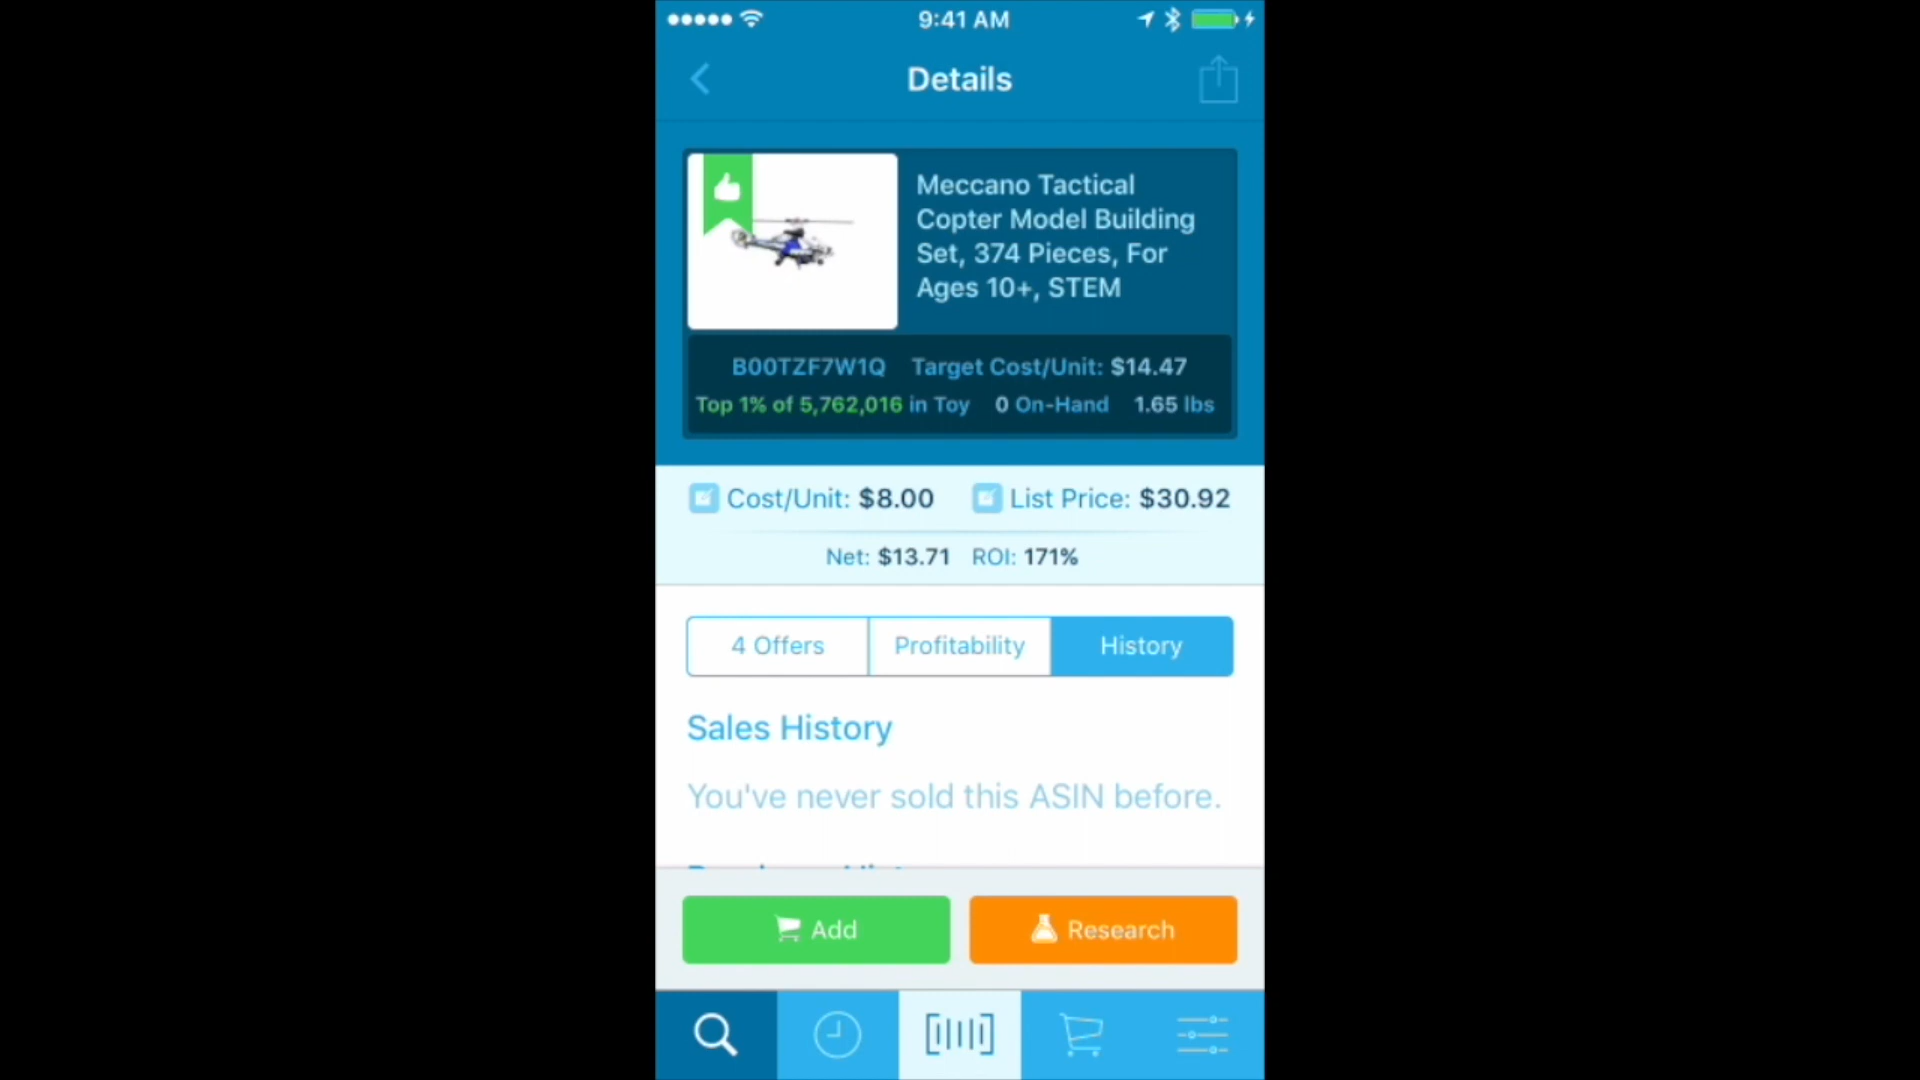 9:41 AM
Details
Meccano Tactical
Copter Model Building
Set, 374 Pieces, For
Ages 10+, STEM
B00TZF7W1Q Target Cost/Unit: $14.47
Top 1% of 5,762,016 in Toy 0 On-Hand 1.65 lbs
Cost/Unit: $8.00 List Price: $30.92
Net: $13.71 ROI: 171%
4 Offers Profitability History
Sales History
You've never sold this ASIN before.
Add Research